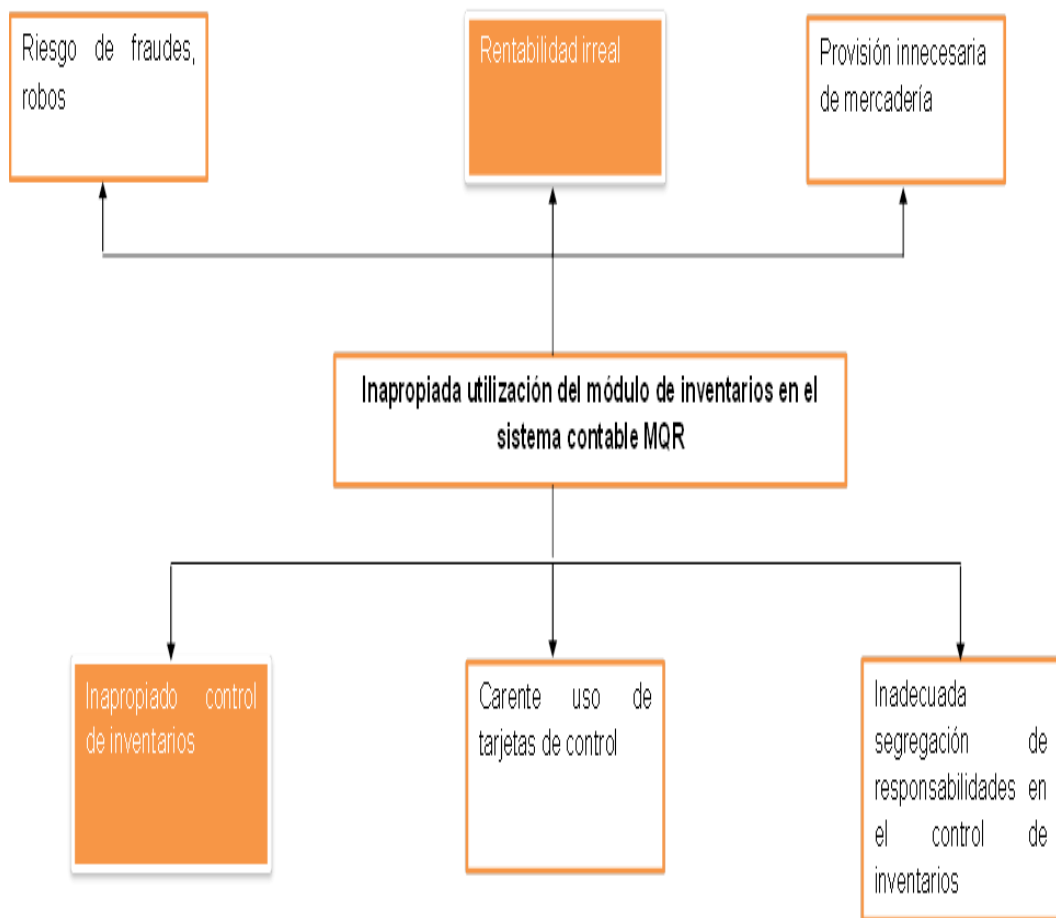 Riesgo de fraudes,
robos
Rentabilidad irreal
Provisión innecesaria
de mercadería
Inapropiada utilización del módulo de inventarios en el
sistema contable MQR
Inapropiado control
de inventarios
Carente uso de
tarjetas de control
Inadecuada
segregación de
responsabilidades en
el control de
inventarios